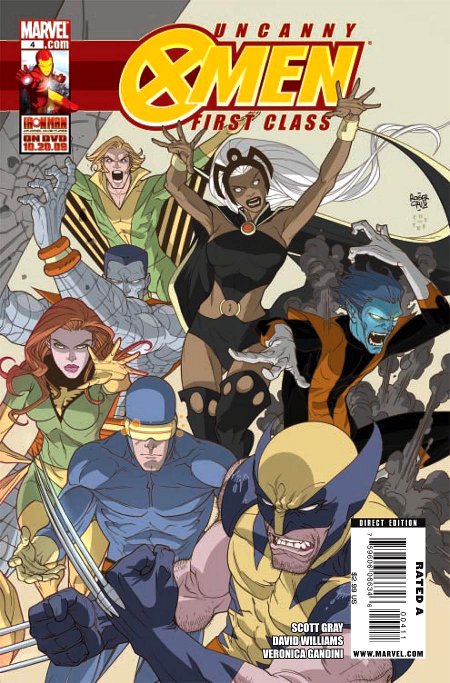 MARVEL
4
.com
IRON MAN
ON DVD
10.20.09
UNCANNY
X-MEN
FIRST CLASS
DIRECT EDITION
RATED A
$2.99 US
00411
SCOTT GRAY
DAVID WILLIAMS
VERONICA GANDINI
WWW.MARVEL.COM